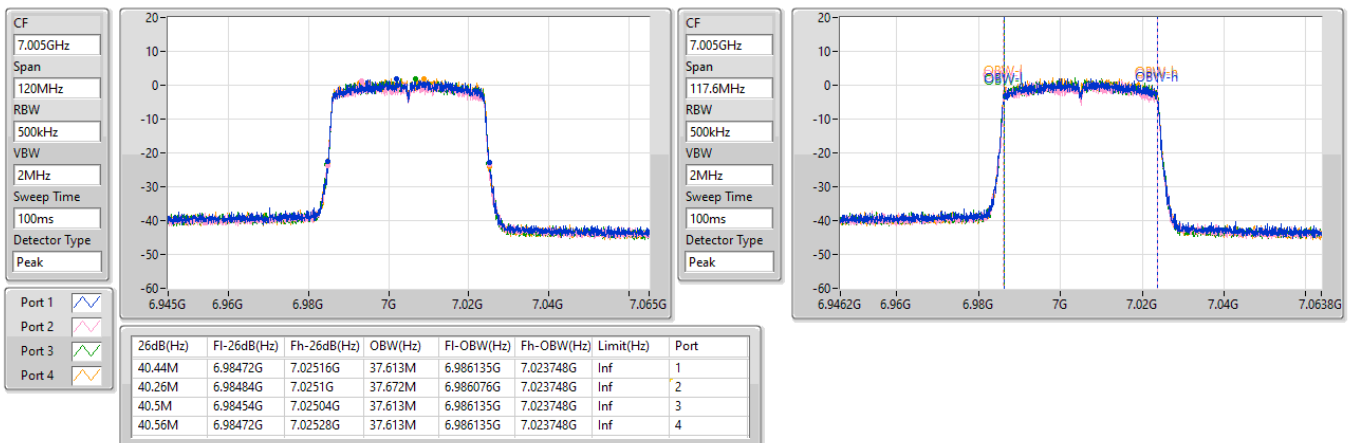 CF
7.005GHz
Span
120MHz
RBW
500kHz
VBW
2MHz
Sweep Time
100ms
Detector Type
Peak
20
10
0
-10
-20
-30
-40
-50
-60
6.945G 6.96G 6.98G 7G 7.02G 7.04G 7.065G
CF
7.005GHz
Span
117.6MHz
RBW
500kHz
VBW
2MHz
Sweep Time
100ms
Detector Type
Peak
20
10
0
-10
-20
-30
-40
-50
-60
OBW-l OBW-h
6.9462G 6.96G 6.98G 7G 7.02G 7.04G 7.0638G
Port 1
Port 2
Port 3
Port 4
26dB(Hz) Fl-26dB(Hz) Fh-26dB(Hz) OBW(Hz) Fl-OBW(Hz) Fh-OBW(Hz) Limit(Hz) Port
40.44M 6.98472G 7.02516G 37.613M 6.986135G 7.023748G Inf 1
40.26M 6.98484G 7.0251G 37.672M 6.986076G 7.023748G Inf 2
40.5M 6.98454G 7.02504G 37.613M 6.986135G 7.023748G Inf 3
40.56M 6.98472G 7.02528G 37.613M 6.986135G 7.023748G Inf 4